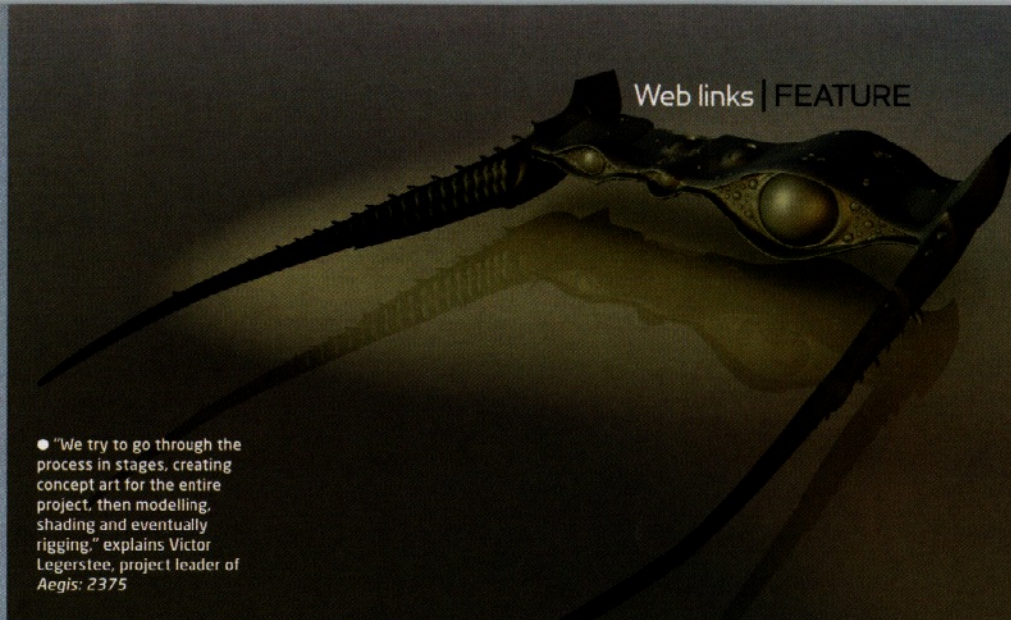 Web links | FEATURE
● "We try to go through the
process in stages, creating
concept art for the entire
project, then modelling,
shading and eventually
rigging," explains Victor
Legerstee, project leader of
Aegis: 2375